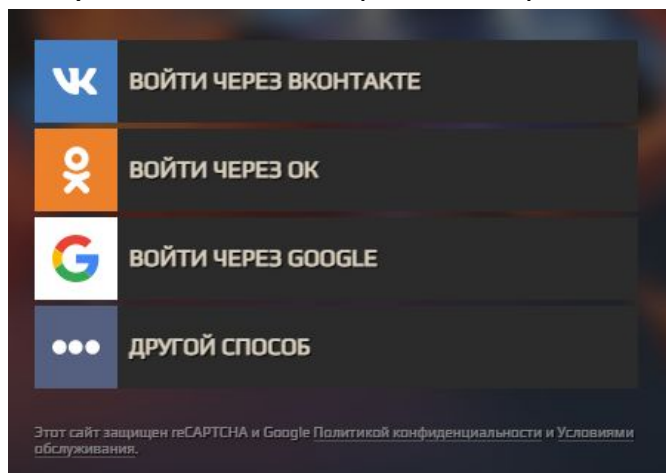 ВОЙТИ ЧЕРЕЗ ВКОНТАКТЕ
ВОЙТИ ЧЕРЕЗ ОК
ВОЙТИ ЧЕРЕЗ GOOGLE
ДРУГОЙ СПОСОБ
Этот сайт защищен reCAPTCHA и Google Политикой конфиденциальности и Условиями
обслуживания.